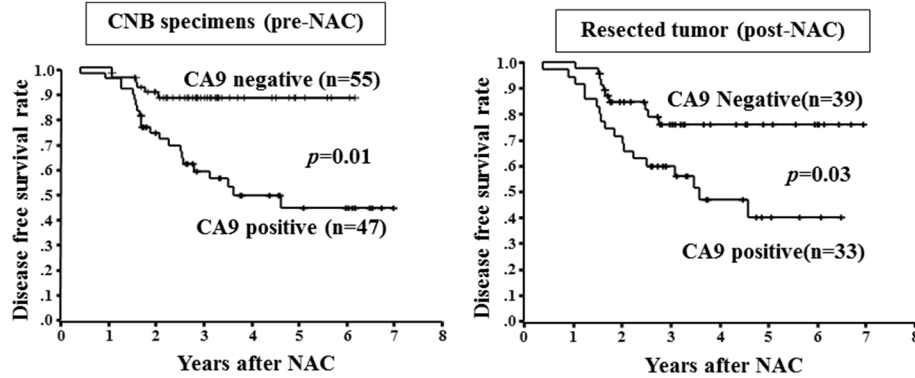 CNB specimens (pre-NAC)
Disease free survival rate
1.0
.9
.8
.7
.6
.5
.4
.3
.2
.1
.0
CA9 negative (n=55)
p=0.01
CA9 positive (n=47)
0 1 2 3 4 5 6 7 8
Years after NAC
Resected tumor (post-NAC)
Disease free survival rate
1.0
.9
.8
.7
.6
.5
.4
.3
.2
.1
.0
CA9 Negative(n=39)
p=0.03
CA9 positive(n=33)
0 1 2 3 4 5 6 7 8
Years after NAC